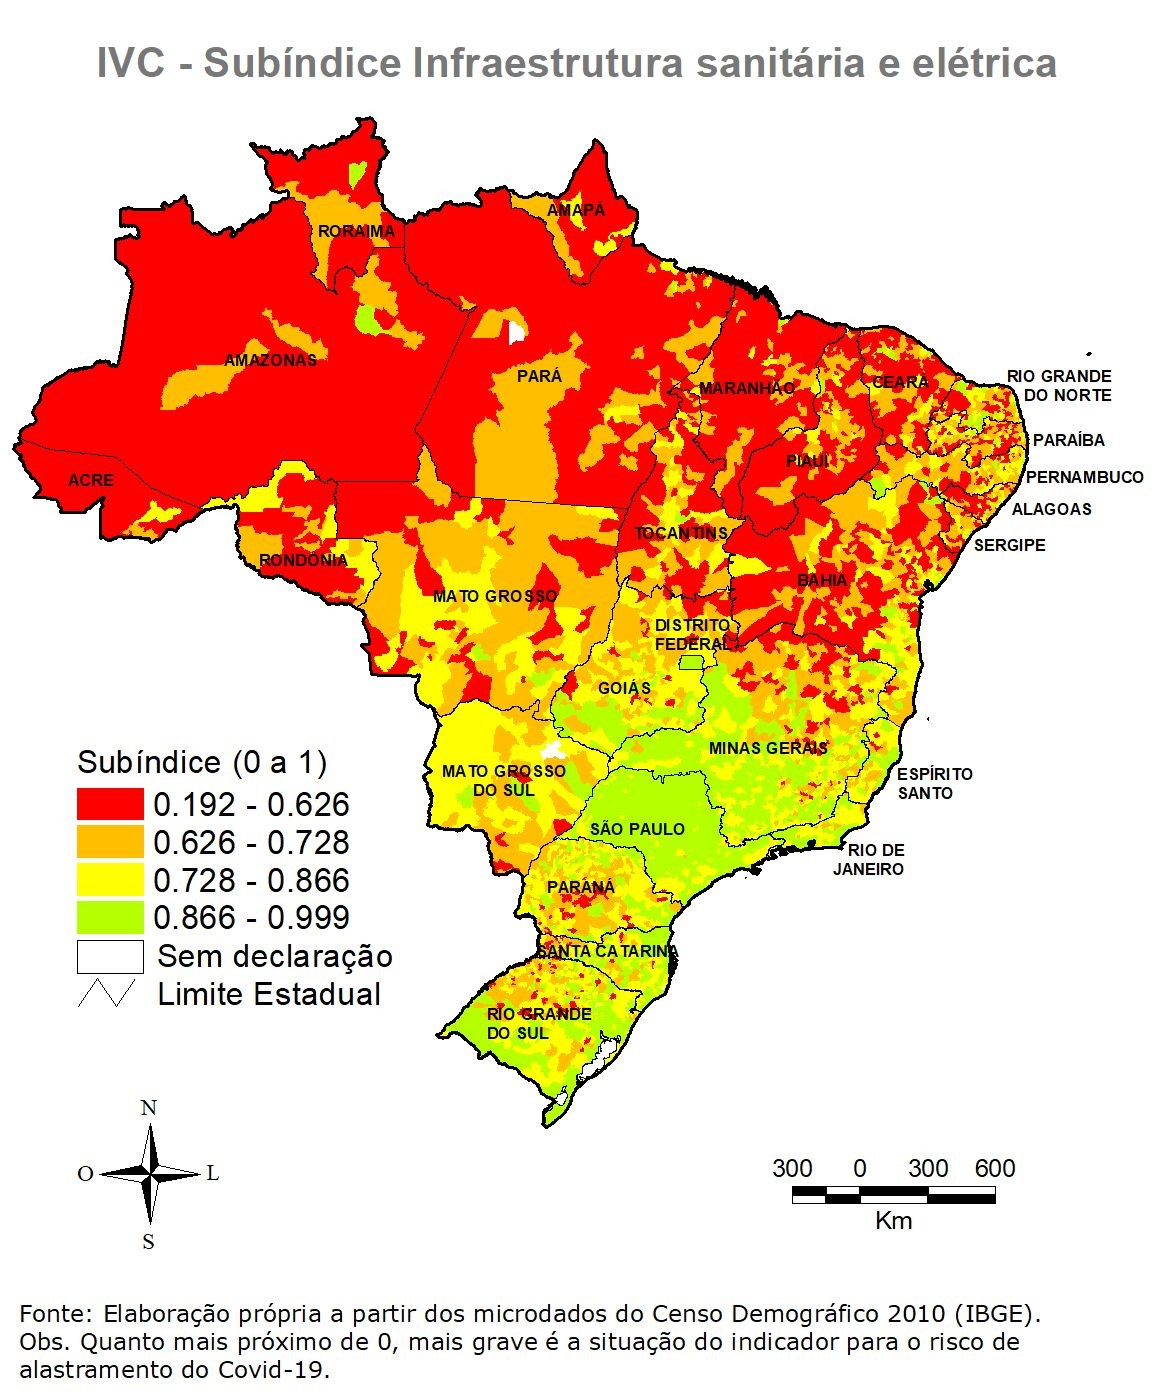 IVC - Subíndice Infraestrutura sanitária e elétrica
AMAPÁ
RORAIMA
AMAZONAS
PARÁ
MARANHÃO
CEARÁ
RIO GRANDE
DO NORTE
PARAÍBA
PIAUÍ
PERNAMBUCO
ACRE
ALAGOAS
TOCANTINS
SERGIPE
RONDÔNIA
BAHIA
MATO GROSSO
DISTRITO
FEDERAL
GOIÁS
MINAS GERAIS
MATO GROSSO
DO SUL
ESPÍRITO
SANTO
SÃO PAULO
RIO DE
JANEIRO
PARANÁ
SANTA CATARINA
RIO GRANDE
DO SUL
Subíndice (0 a 1)
0.192 - 0.626
0.626 - 0.728
0.728 - 0.866
0.866 - 0.999
Sem declaração
Limite Estadual
N
O L
S
300 0 300 600
Km
Fonte: Elaboração própria a partir dos microdados do Censo Demográfico 2010 (IBGE).
Obs. Quanto mais próximo de 0, mais grave é a situação do indicador para o risco de
alastramento do Covid-19.